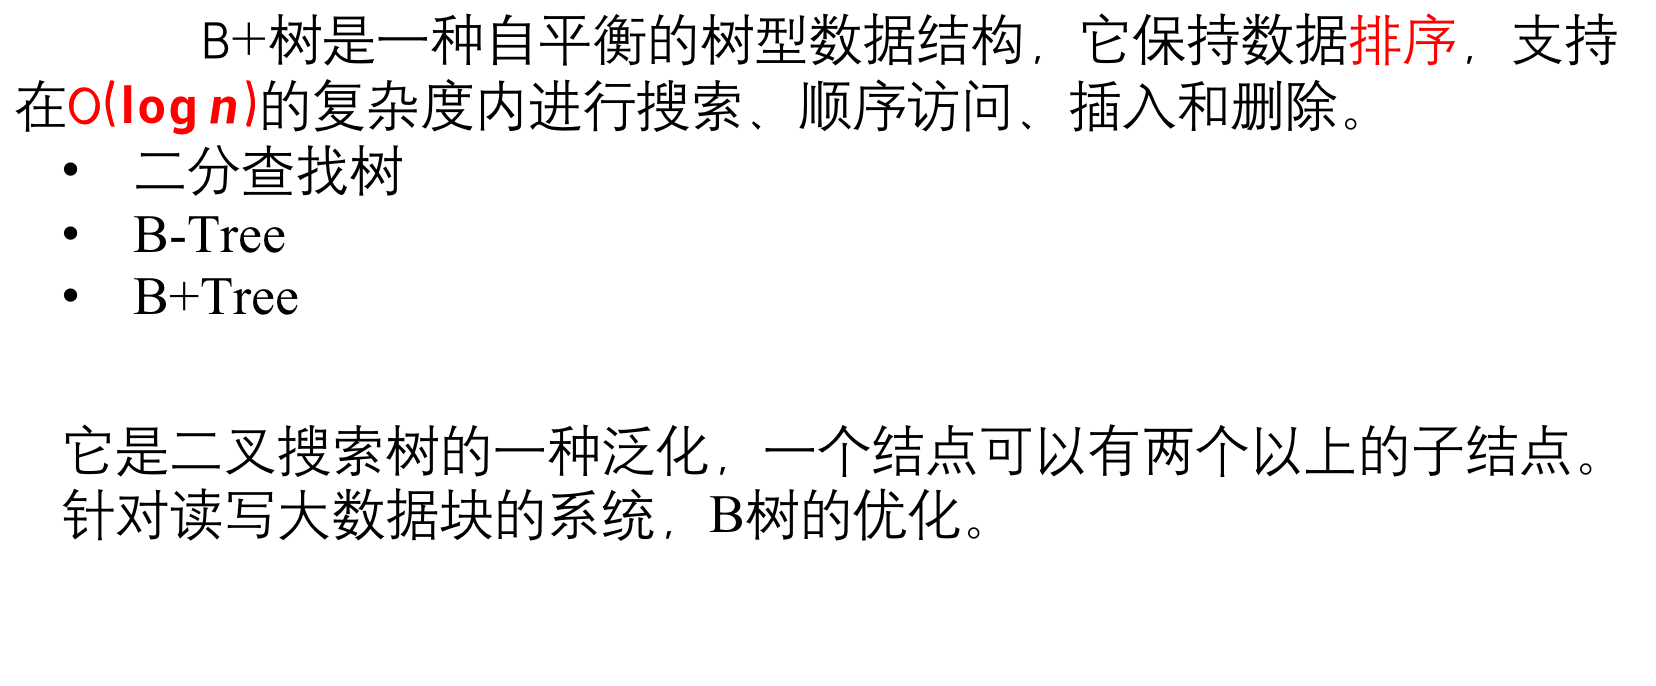 B+树是一种自平衡的树型数据结构，它保持数据排序，支持
在O(log n)的复杂度内进行搜索、顺序访问、插入和删除。
• 二分查找树
• B-Tree
• B+Tree
它是二叉搜索树的一种泛化，一个结点可以有两个以上的子结点。
针对读写大数据块的系统，B树的优化。